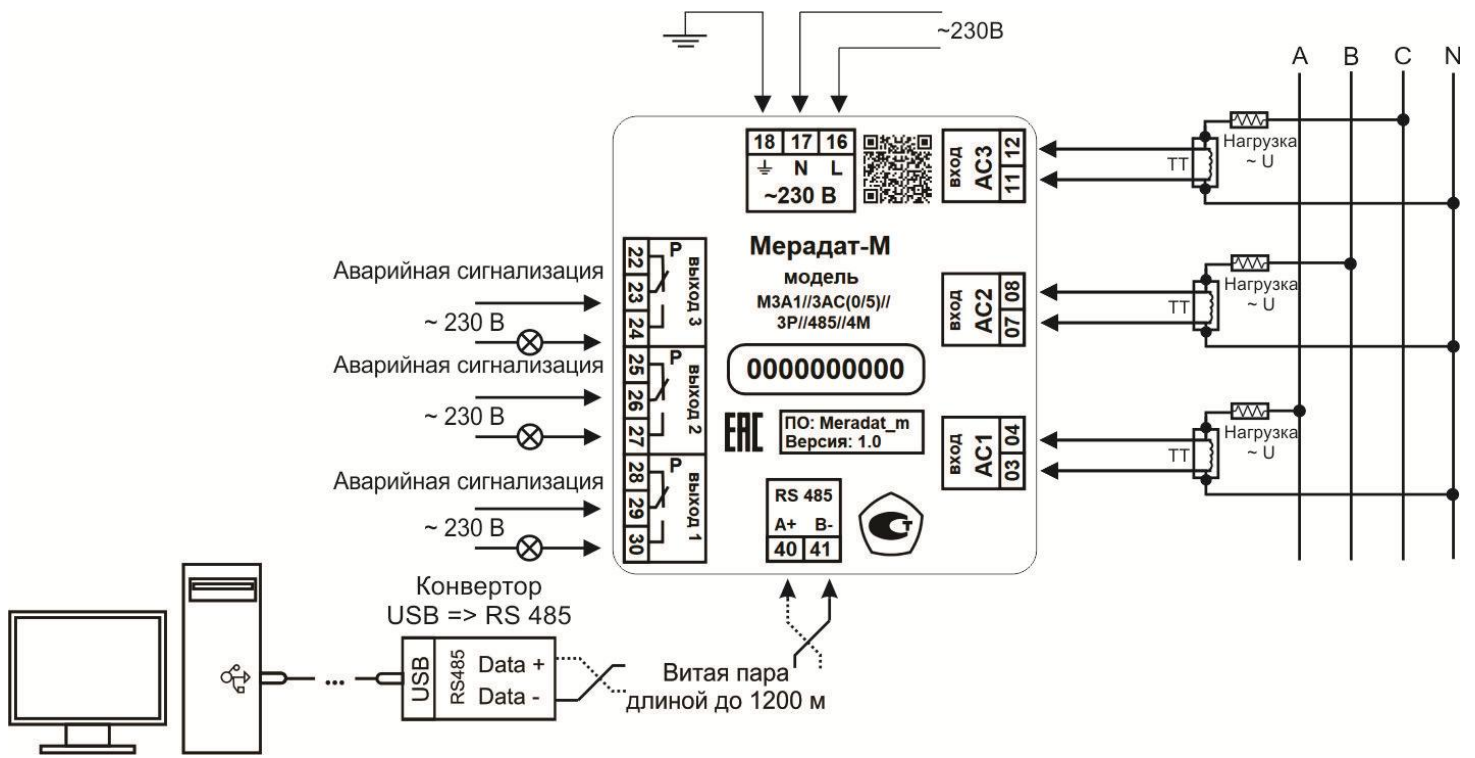 ~230В
A B C N
18 17 16
N L
~230 В
вход
AC3
11 12
ТТ
Нагрузка
~ U
Мерадат-М
модель
М3А1//3АС(0/5)//
3Р//485//4М
0000000000
ПО: Meradat_m
Версия: 1.0
EAC
вход
AC2
07 08
ТТ
Нагрузка
~ U
вход
AC1
03 04
ТТ
Нагрузка
~ U
Аварийная сигнализация
~ 230 В
22 23 24
Р
выход 3
Аварийная сигнализация
~ 230 В
25 26 27
Р
выход 2
Аварийная сигнализация
~ 230 В
28 29 30
Р
выход 1
RS 485
A+ B-
40 41
Ст
Конвертор
USB => RS 485
USB
RS485
Data +
Data -
Витая пара
длиной до 1200 м